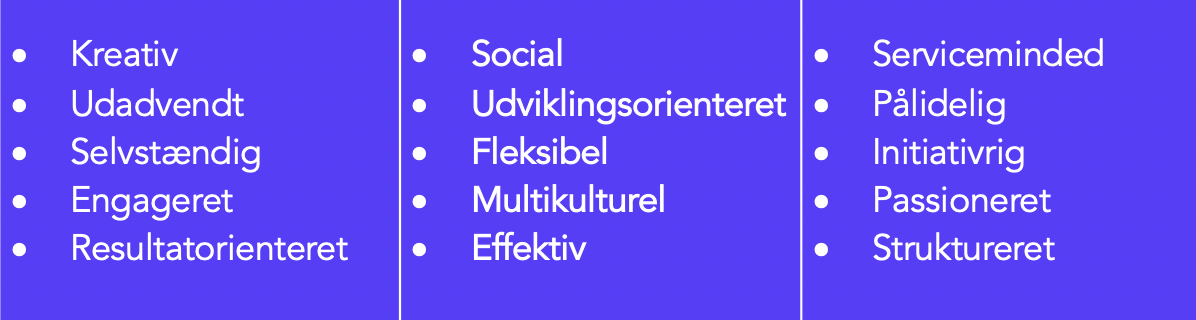 • Kreativ
• Udadvendt
• Selvstændig
• Engageret
• Resultatorienteret
• Social
• Udviklingsorienteret
• Fleksibel
• Multikulturel
• Effektiv
• Serviceminded
• Pålidelig
• Initiativrig
• Passioneret
• Struktureret